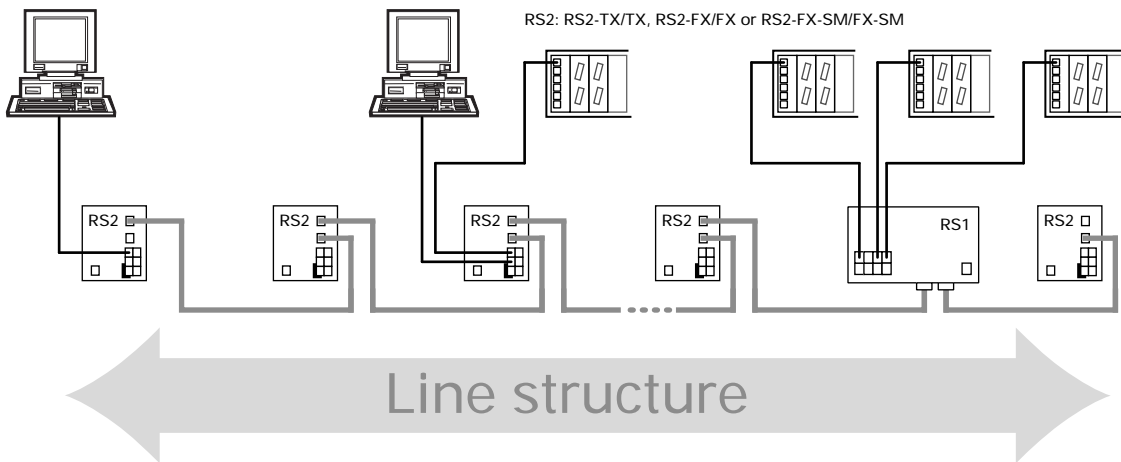 RS2: RS2-TX/TX, RS2-FX/FX or RS2-FX-SM/FX-SM
RS2
RS2
RS2
RS2
RS1
RS2
Line structure